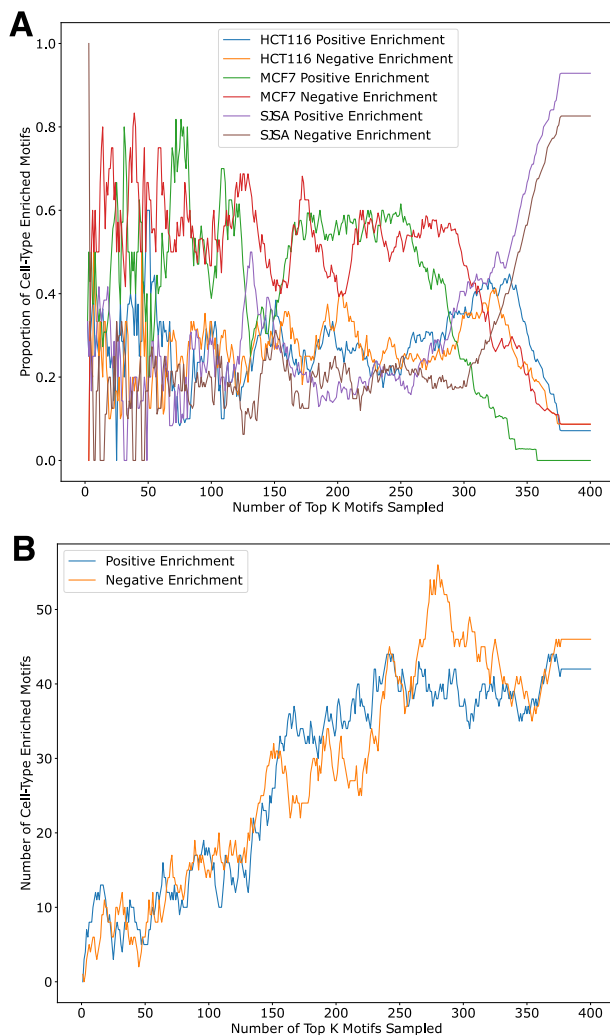 A
HCT116 Positive Enrichment
HCT116 Negative Enrichment
MCF7 Positive Enrichment
MCF7 Negative Enrichment
SJSA Positive Enrichment
SJSA Negative Enrichment
Proportion of Cell-Type Enriched Motifs
1.0
0.8
0.6
0.4
0.2
0.0
0 50 100 150 200 250 300 350 400
Number of Top K Motifs Sampled
B
Positive Enrichment
Negative Enrichment
Number of Cell-Type Enriched Motifs
50
40
30
20
10
0
0 50 100 150 200 250 300 350 400
Number of Top K Motifs Sampled